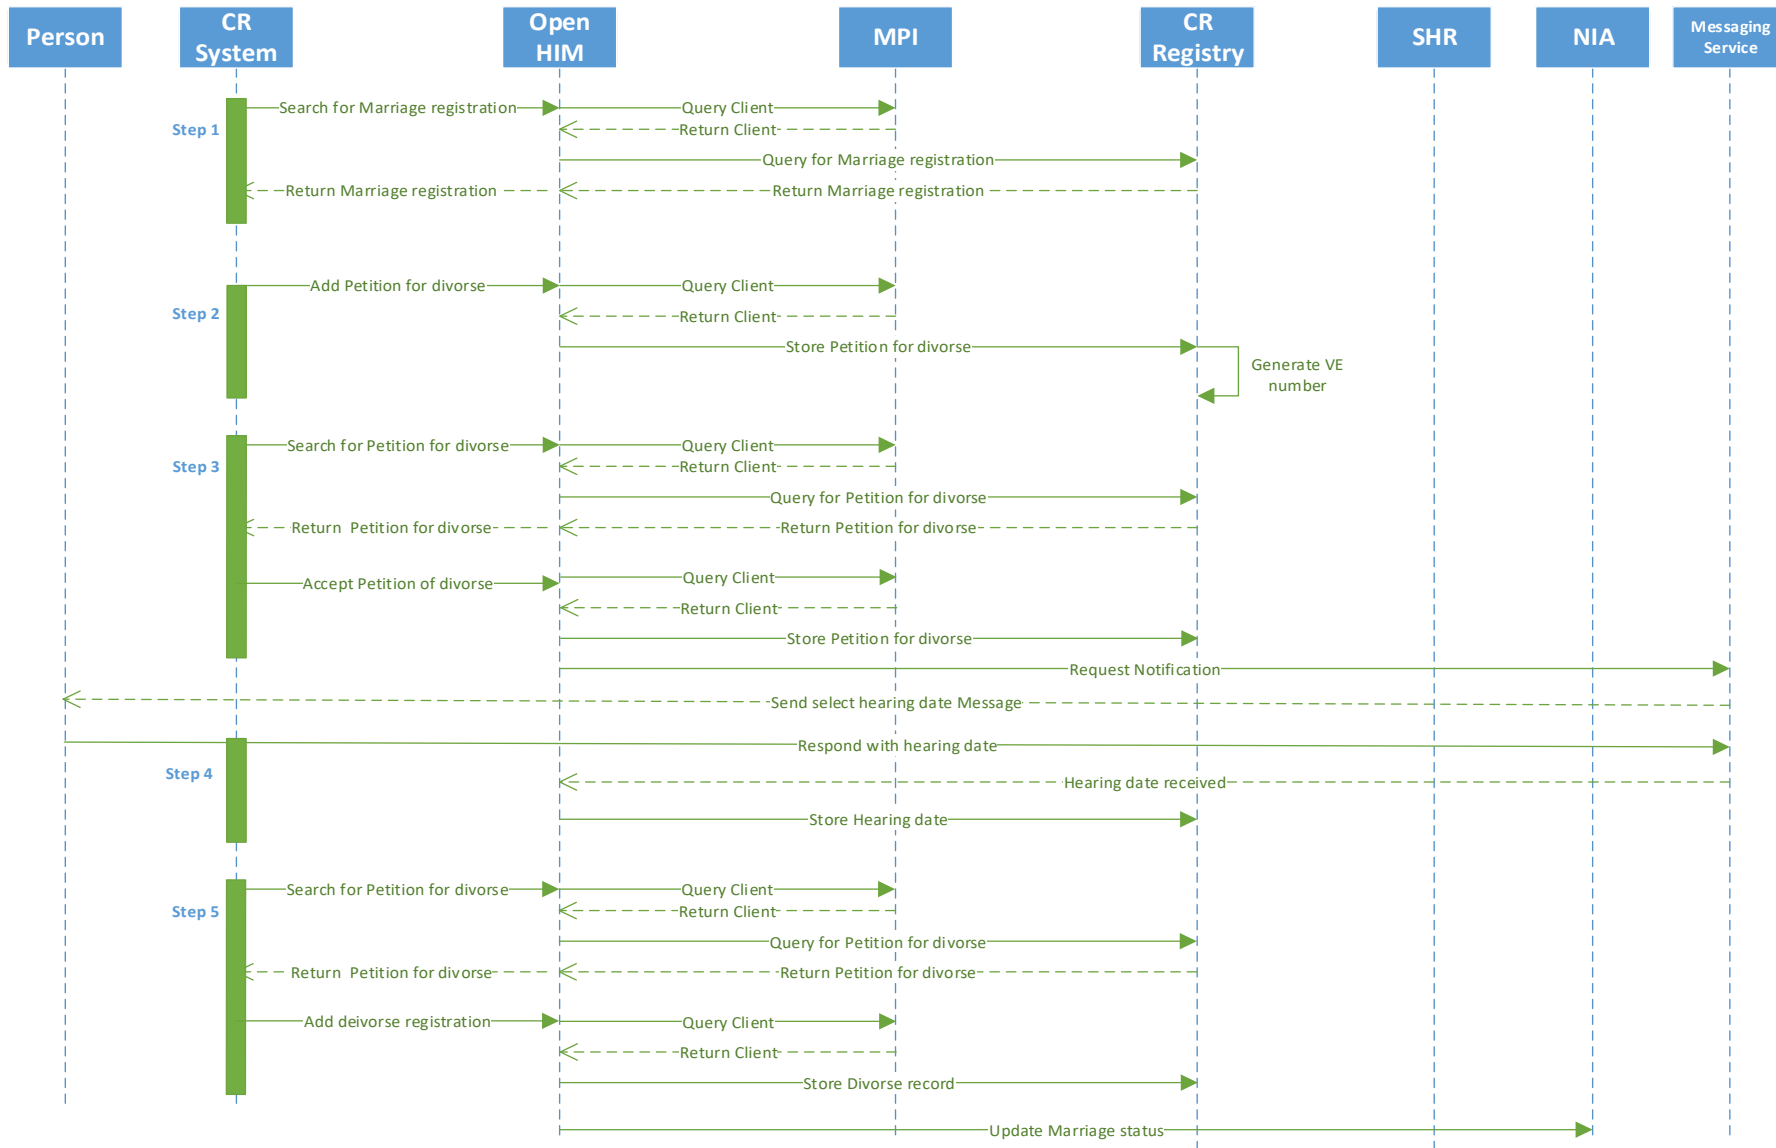 Person
CR
System
Open
HIM
MPI
CR
Registry
SHR
NIA
Messaging
Service
Search for Marriage registration
Query Client
Step 1
Return Client
Query for Marriage registration
Return Marriage registration
Return Marriage registration
Add Petition for divorse
Query Client
Step 2
Return Client
Store Petition for divorse
Generate VE
number
Search for Petition for divorse
Query Client
Step 3
Return Client
Query for Petition for divorse
Return  Petition for divorse
Return Petition for divorse
Accept Petition of divorse
Query Client
Return Client
Store Petition for divorse
Request Notification
Send select hearing date Message
Respond with hearing date
Step 4
Hearing date received
Store Hearing date
Search for Petition for divorse
Query Client
Step 5
Return Client
Query for Petition for divorse
Return  Petition for divorse
Return Petition for divorse
Add deivorse registration
Query Client
Return Client
Store Divorse record
Update Marriage status